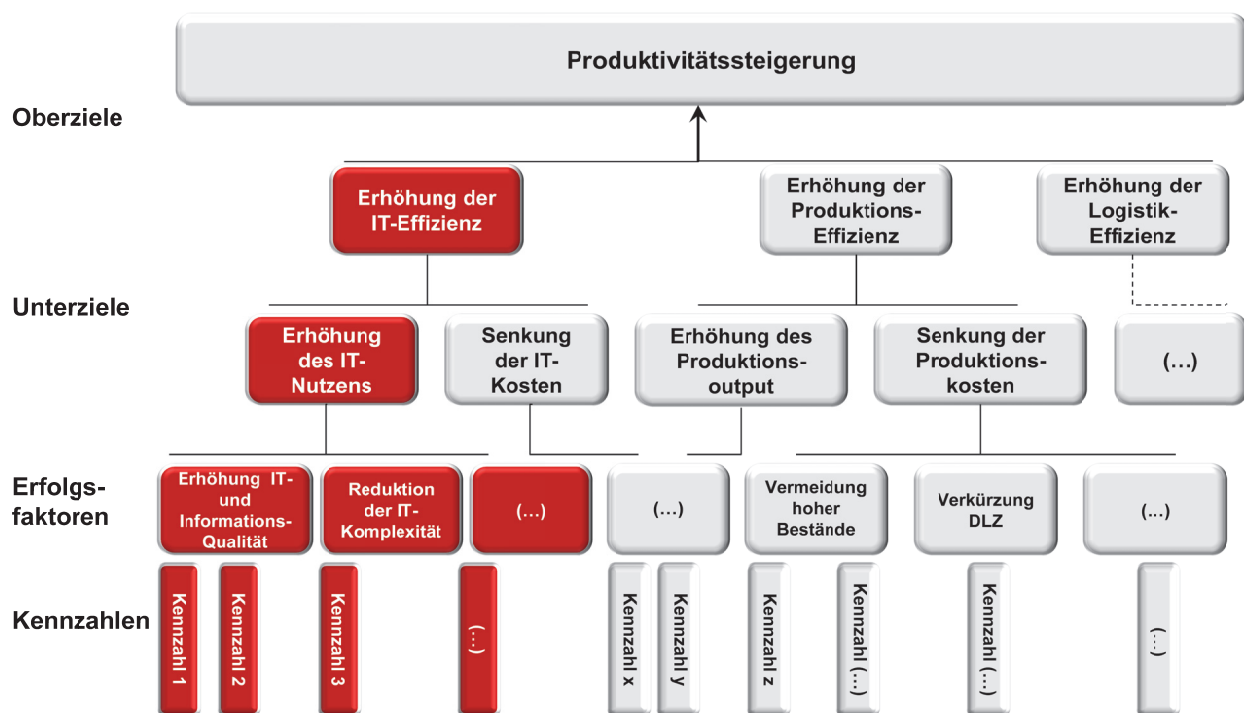 Produktivitätssteigerung
Oberziele
Erhöhung der
IT-Effizienz
Erhöhung der
Produktions-
Effizienz
Erhöhung der
Logistik-
Effizienz
Unterziele
Erhöhung
des IT-
Nutzens
Senkung
der IT-
Kosten
Erhöhung des
Produktions-
output
Senkung der
Produktions-
kosten
(...)
Erfolgs-
faktoren
Erhöhung IT-
und
Informations-
Qualität
Reduktion
der IT-
Komplexität
(...)
(...)
Vermeidung
hoher
Bestände
Verkürzung
DLZ
(...)
Kennzahlen
Kennzahl 1
Kennzahl 2
Kennzahl 3
(...)
Kennzahl x
Kennzahl y
Kennzahl z
Kennzahl (...)
Kennzahl (...)
(...)